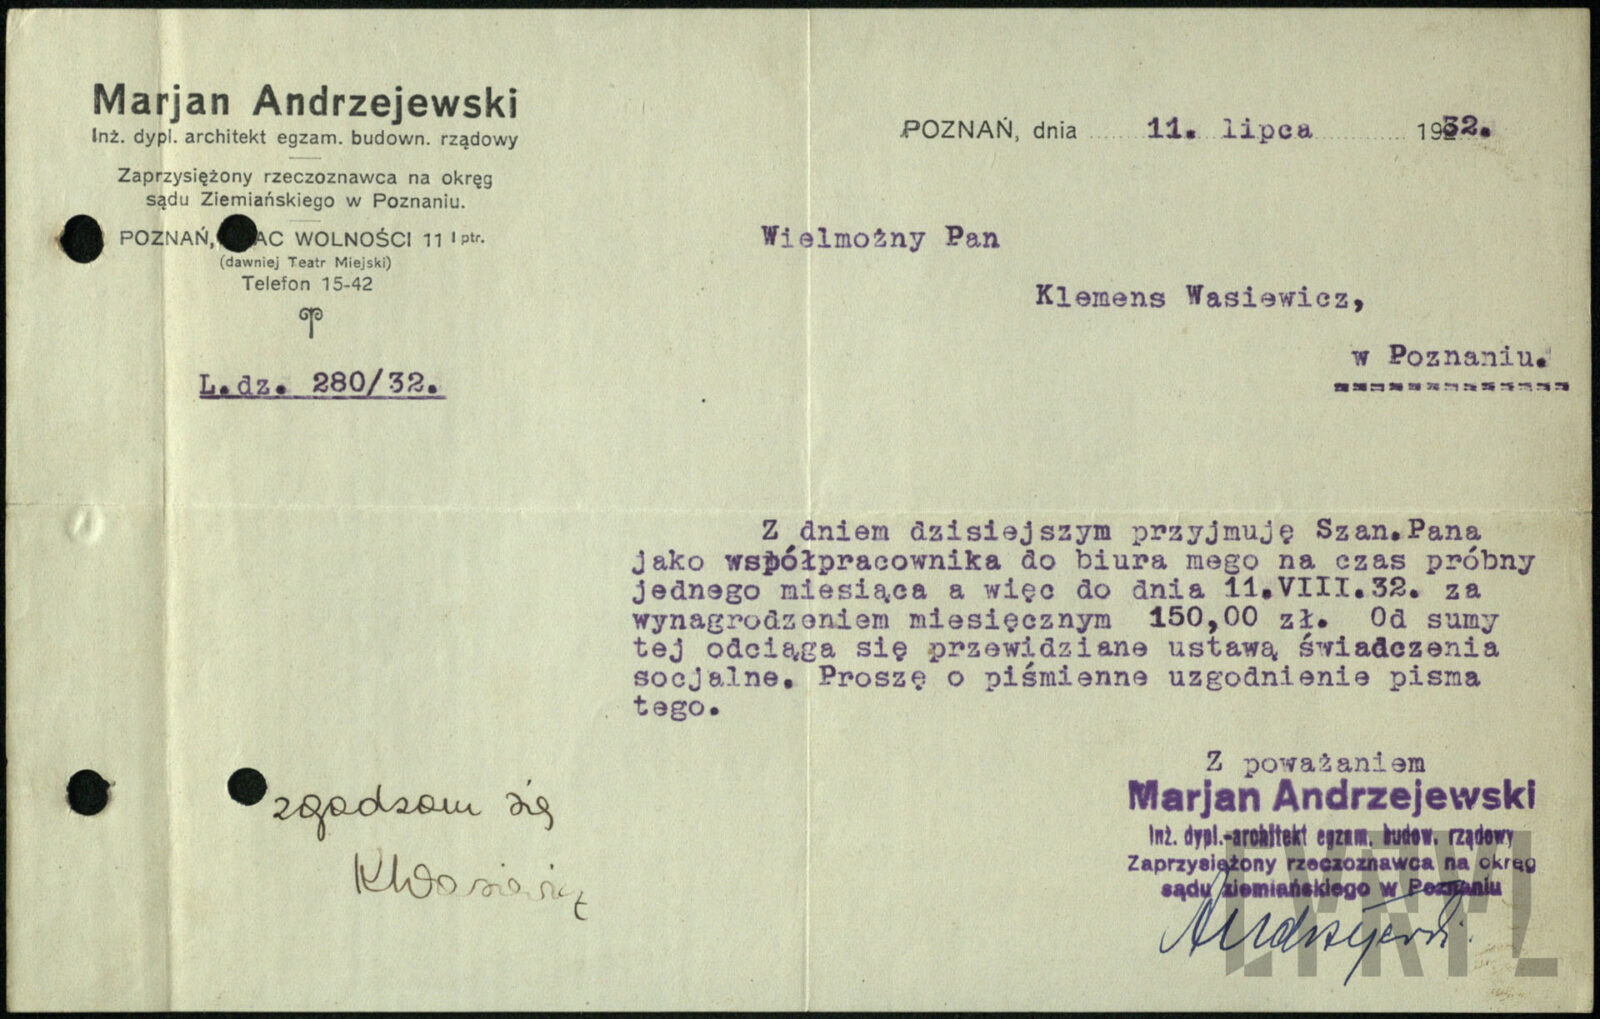 Marjan Andrzejewski
Inż. dypl. architekt egzam. budown. rządowy
Zaprzysiężony rzeczoznawca na okręg
sądu Ziemiańskiego w Poznaniu.
POZNAŃ, AC WOLNOŚCI 11 I ptr.
(dawniej Teatr Miejski)
Telefon 15-42
L.dz. 280/32.
POZNAŃ, dnia 11. lipca 1932.
Wielmożny Pan
Klemens Wasiewicz,
w Poznaniu.
Z dniem dzisiejszym przyjmuję Szan.Pana
jako współpracownika do biura mego na czas próbny
jednego miesiąca a więc do dnia 11.VIII.32. za
wynagrodzeniem miesięcznym 150,00 zł. Od sumy
tej odciąga się przewidziane ustawą świadczenia
socjalne. Proszę o piśmienne uzgodnienie pisma
tego.
Z poważaniem
Marjan Andrzejewski
Inż. dypl.-architekt egzam. budow. rządowy
Zaprzysiężony rzeczoznawca na okręg
sądu ziemiańskiego w Poznaniu
zgadzam się